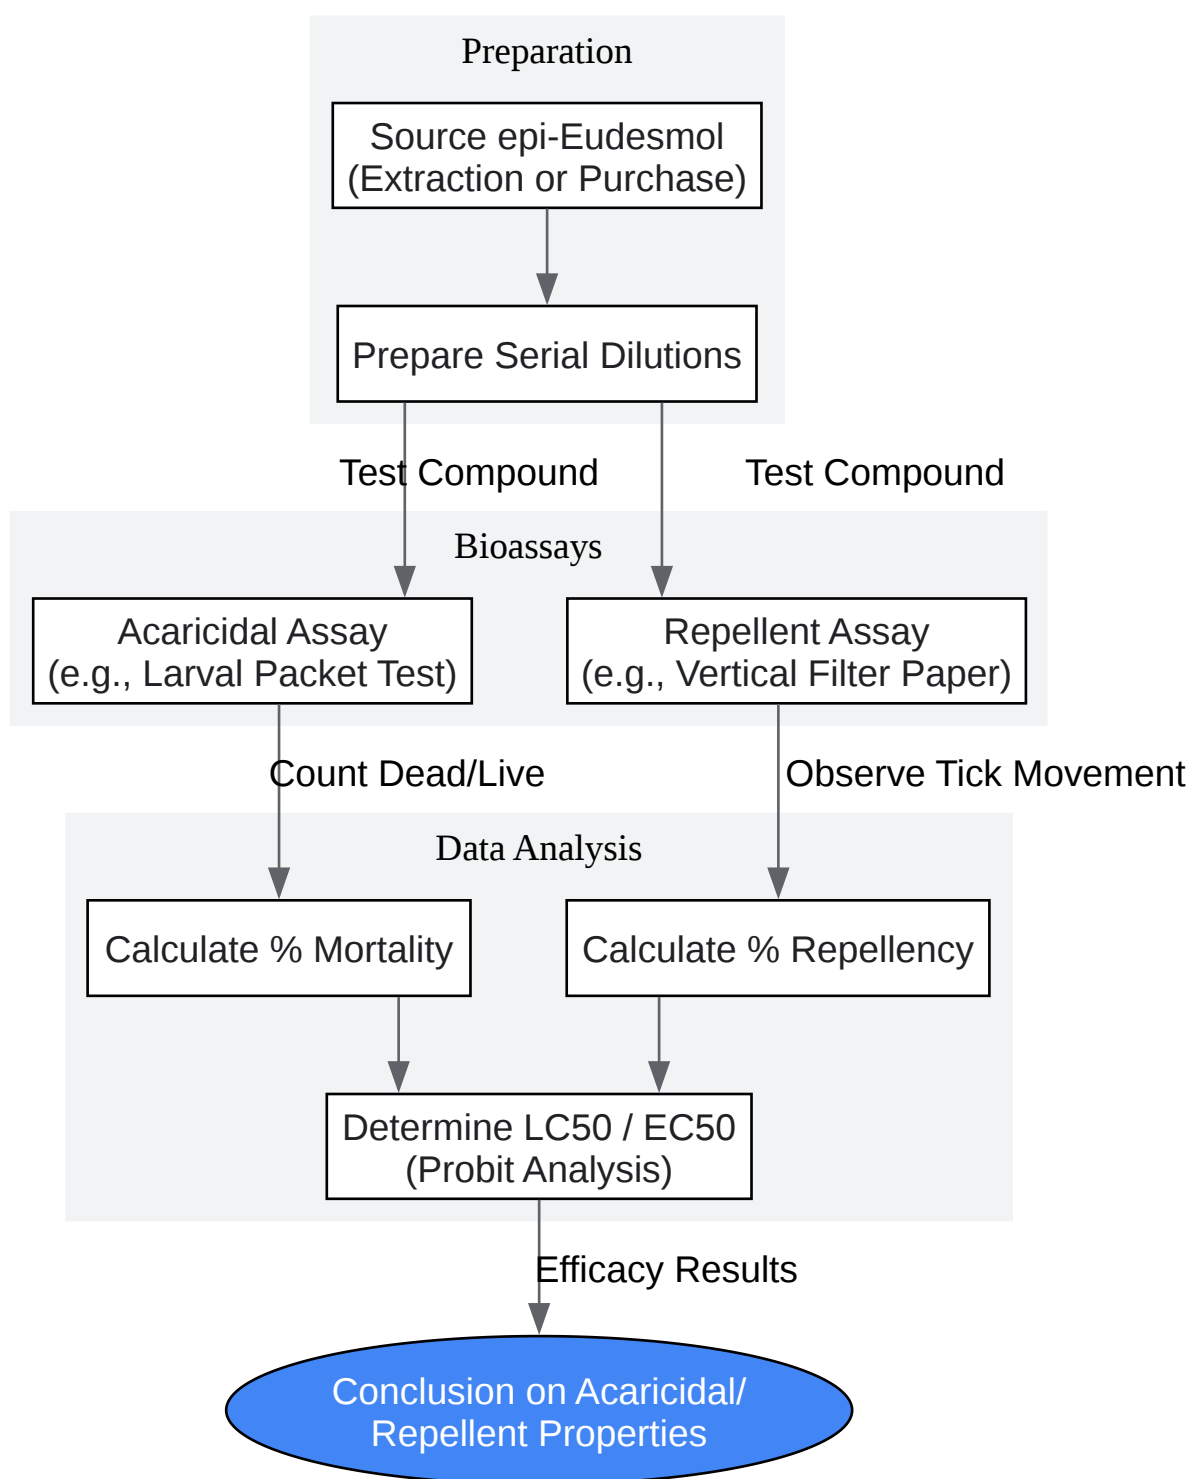 Preparation
Source epi-Eudesmol
(Extraction or Purchase)
Prepare Serial Dilutions
Test Compound
Test Compound
Bioassays
Acaricidal Assay
(e.g., Larval Packet Test)
Repellent Assay
(e.g., Vertical Filter Paper)
Count Dead/Live
Observe Tick Movement
Data Analysis
Calculate % Mortality
Calculate % Repellency
Determine LC50 / EC50
(Probit Analysis)
Efficacy Results
Conclusion on Acaricidal/
Repellent Properties